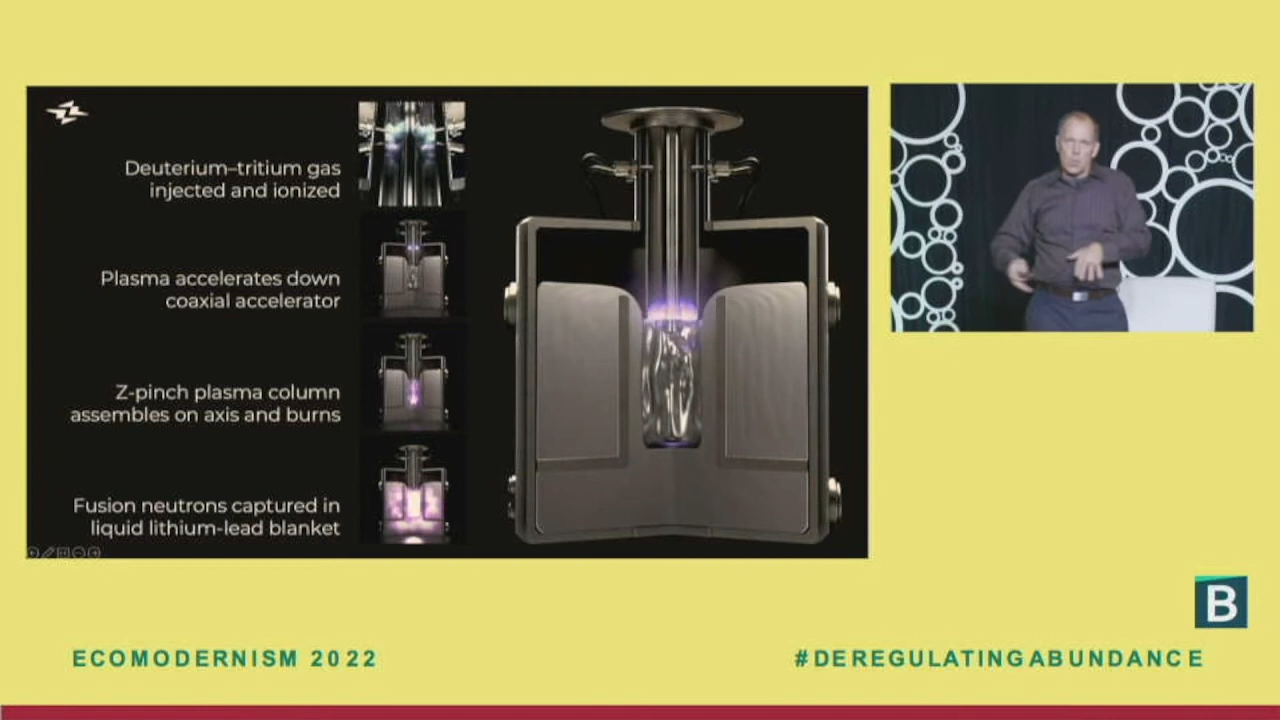 Deuterium–tritium gas
injected and ionized
Plasma accelerates down
coaxial accelerator
Z-pinch plasma column
assembles on axis and burns
Fusion neutrons captured in
liquid lithium-lead blanket
B
ECOMODERNISM 2022
#DEREGULATINGABUNDANCE